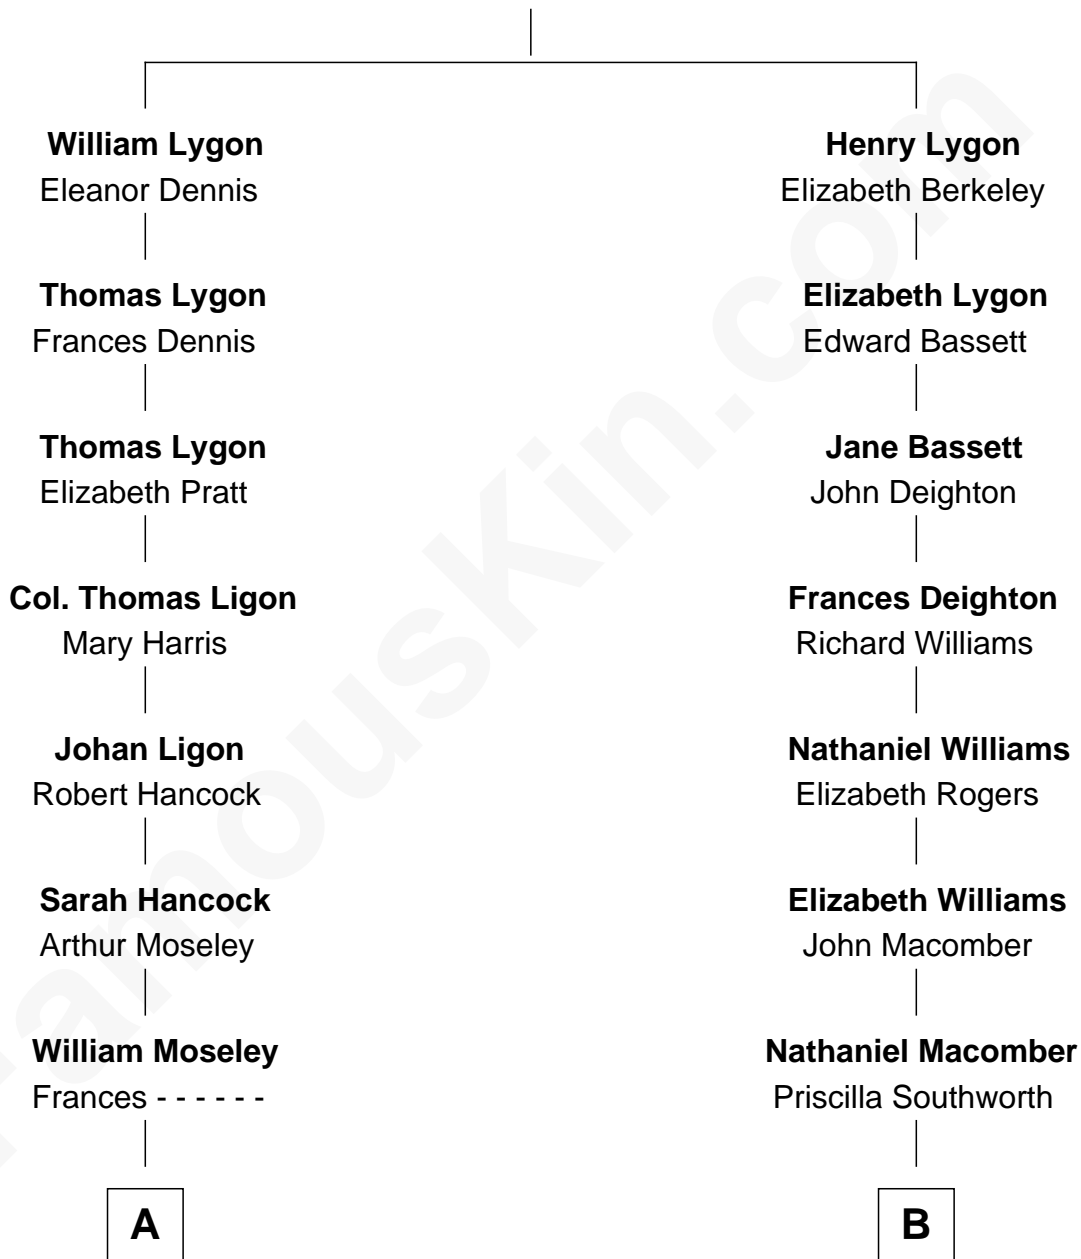 William Lygon
Eleanor Dennis
Thomas Lygon
Frances Dennis
Thomas Lygon
Elizabeth Pratt
Col. Thomas Ligon
Mary Harris
Johan Ligon
Robert Hancock
Sarah Hancock
Arthur Moseley
William Moseley
Frances - - - - - -
A
Henry Lygon
Elizabeth Berkeley
Elizabeth Lygon
Edward Bassett
Jane Bassett
John Deighton
Frances Deighton
Richard Williams
Nathaniel Williams
Elizabeth Rogers
Elizabeth Williams
John Macomber
Nathaniel Macomber
Priscilla Southworth
B
FamousKin.com